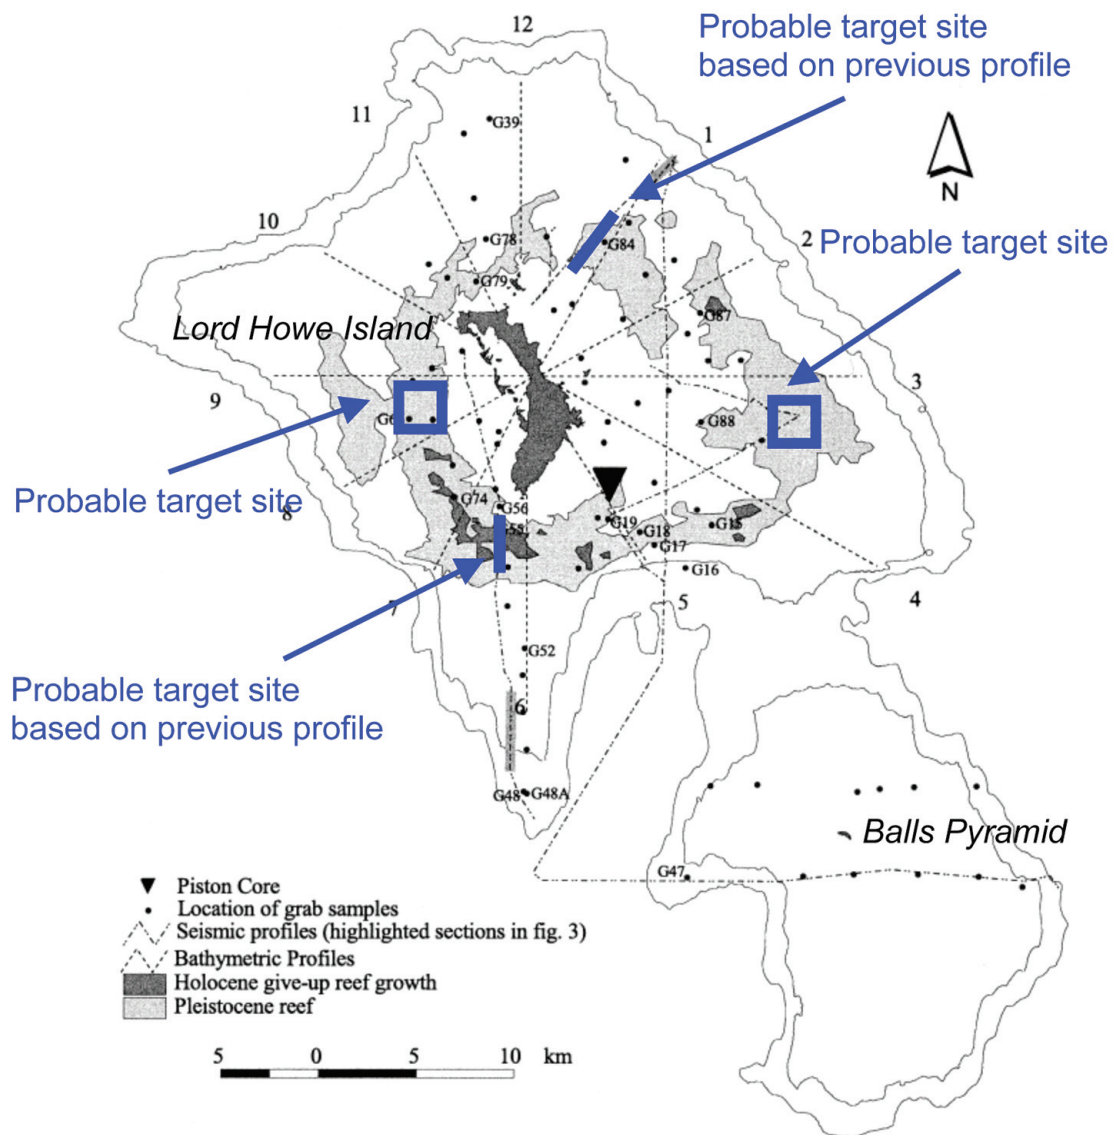 12
Probable target site
based on previous profile
11
G39
1
N
10
2
G78
G84
Probable target site
G79
G87
Lord Howe Island
3
9
G88
Probable target site
8
G74
G56
G19
G18
G15
G17
G16
7
5
4
G52
Probable target site
based on previous profile
6
G48
G48A
Balls Pyramid
G47
Piston Core
Location of grab samples
Seismic profiles (highlighted sections in fig. 3)
Bathymetric Profiles
Holocene give-up reef growth
Pleistocene reef
5 0 5 10 km